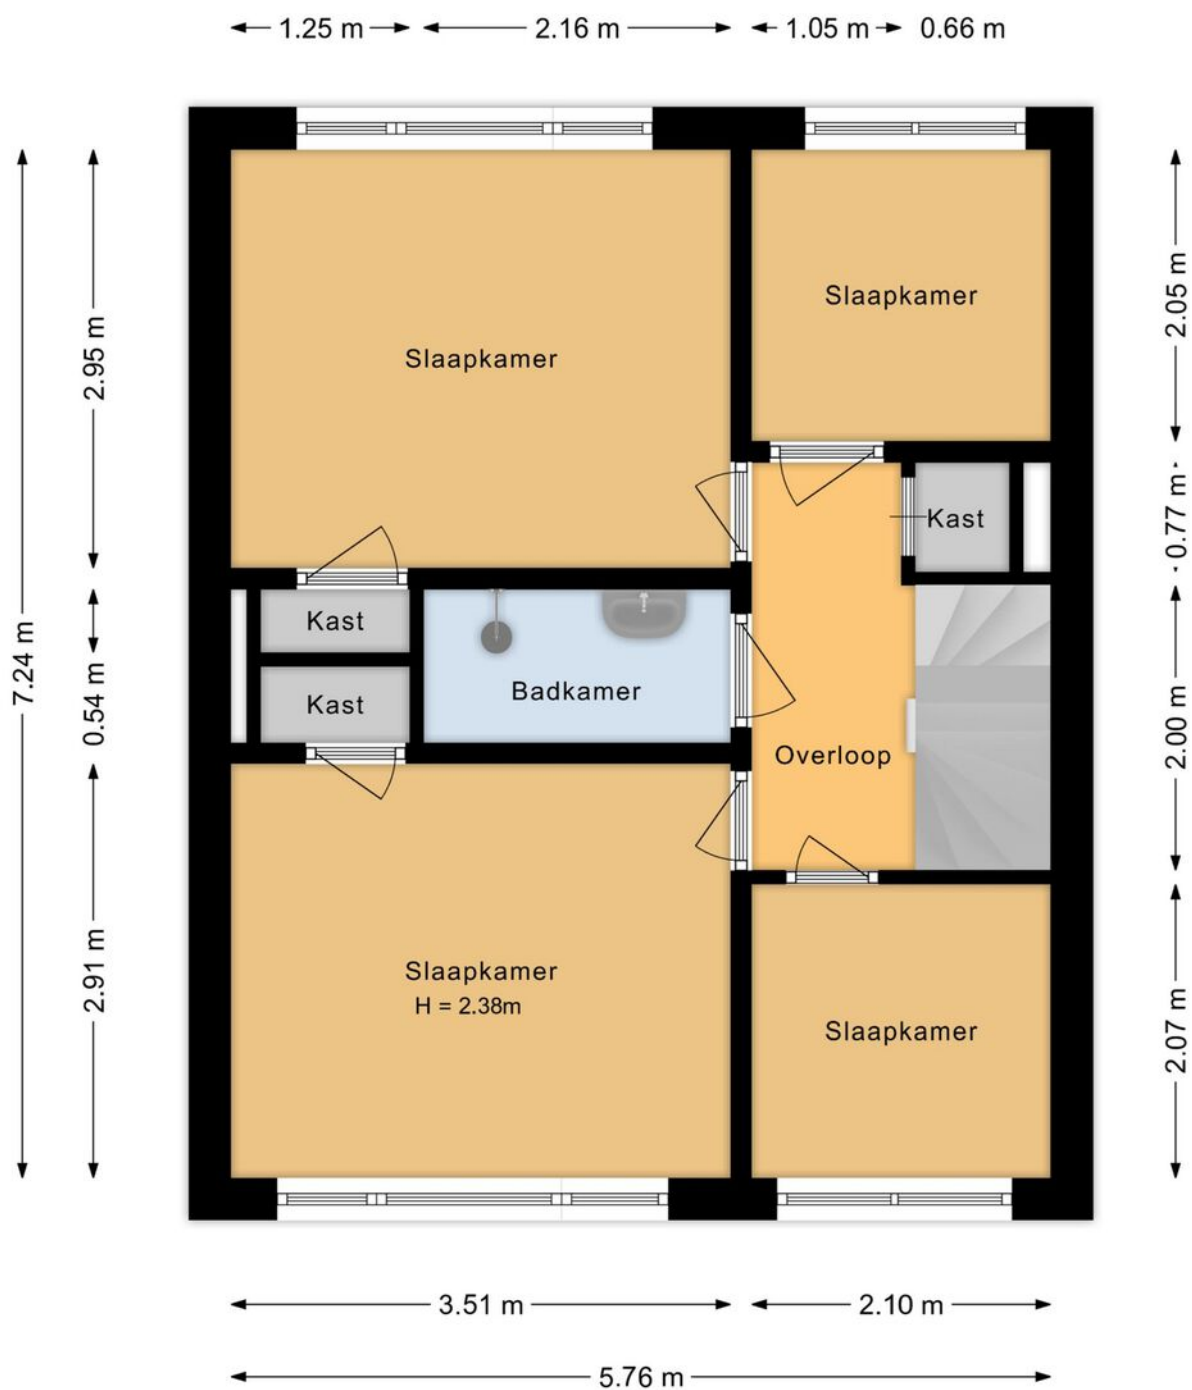 1.25 m
2.16 m
1.05 m
0.66 m
Slaapkamer
Slaapkamer
2.05 m
2.95 m
0.77 m
Kast
Kast
7.24 m
0.54 m
Kast
Badkamer
Overloop
2.00 m
2.91 m
Slaapkamer
H = 2.38m
Slaapkamer
2.07 m
3.51 m
2.10 m
5.76 m